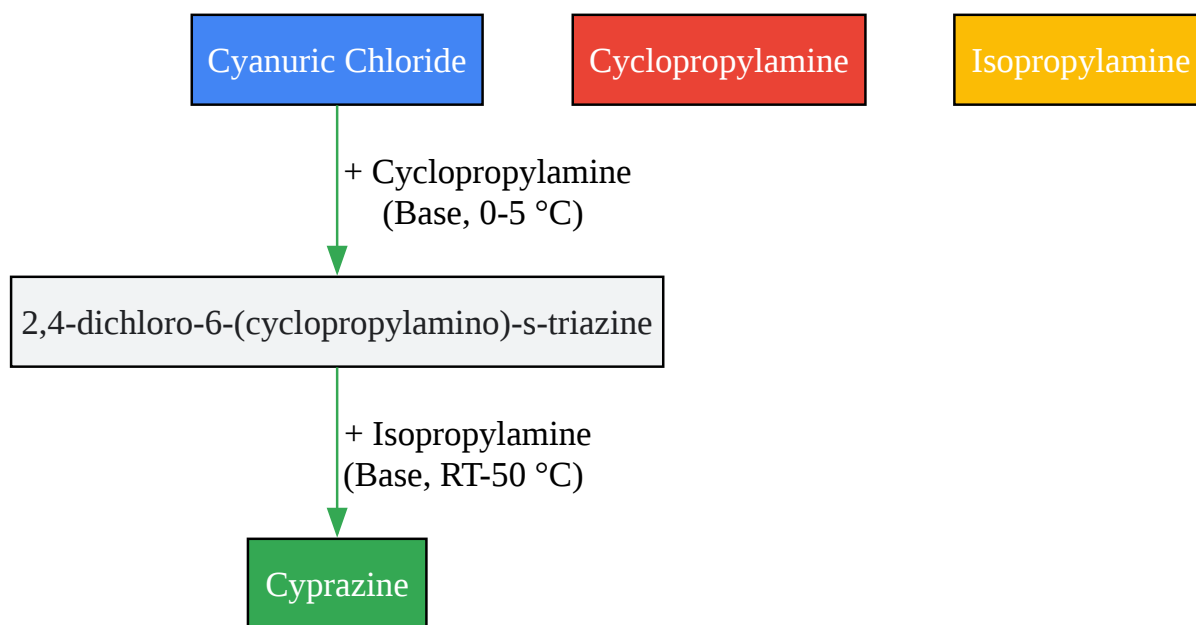 Cyanuric Chloride
Cyclopropylamine
Isopropylamine
+ Cyclopropylamine
(Base, 0-5 °C)
2,4-dichloro-6-(cyclopropylamino)-s-triazine
+ Isopropylamine
(Base, RT-50 °C)
Cyprazine